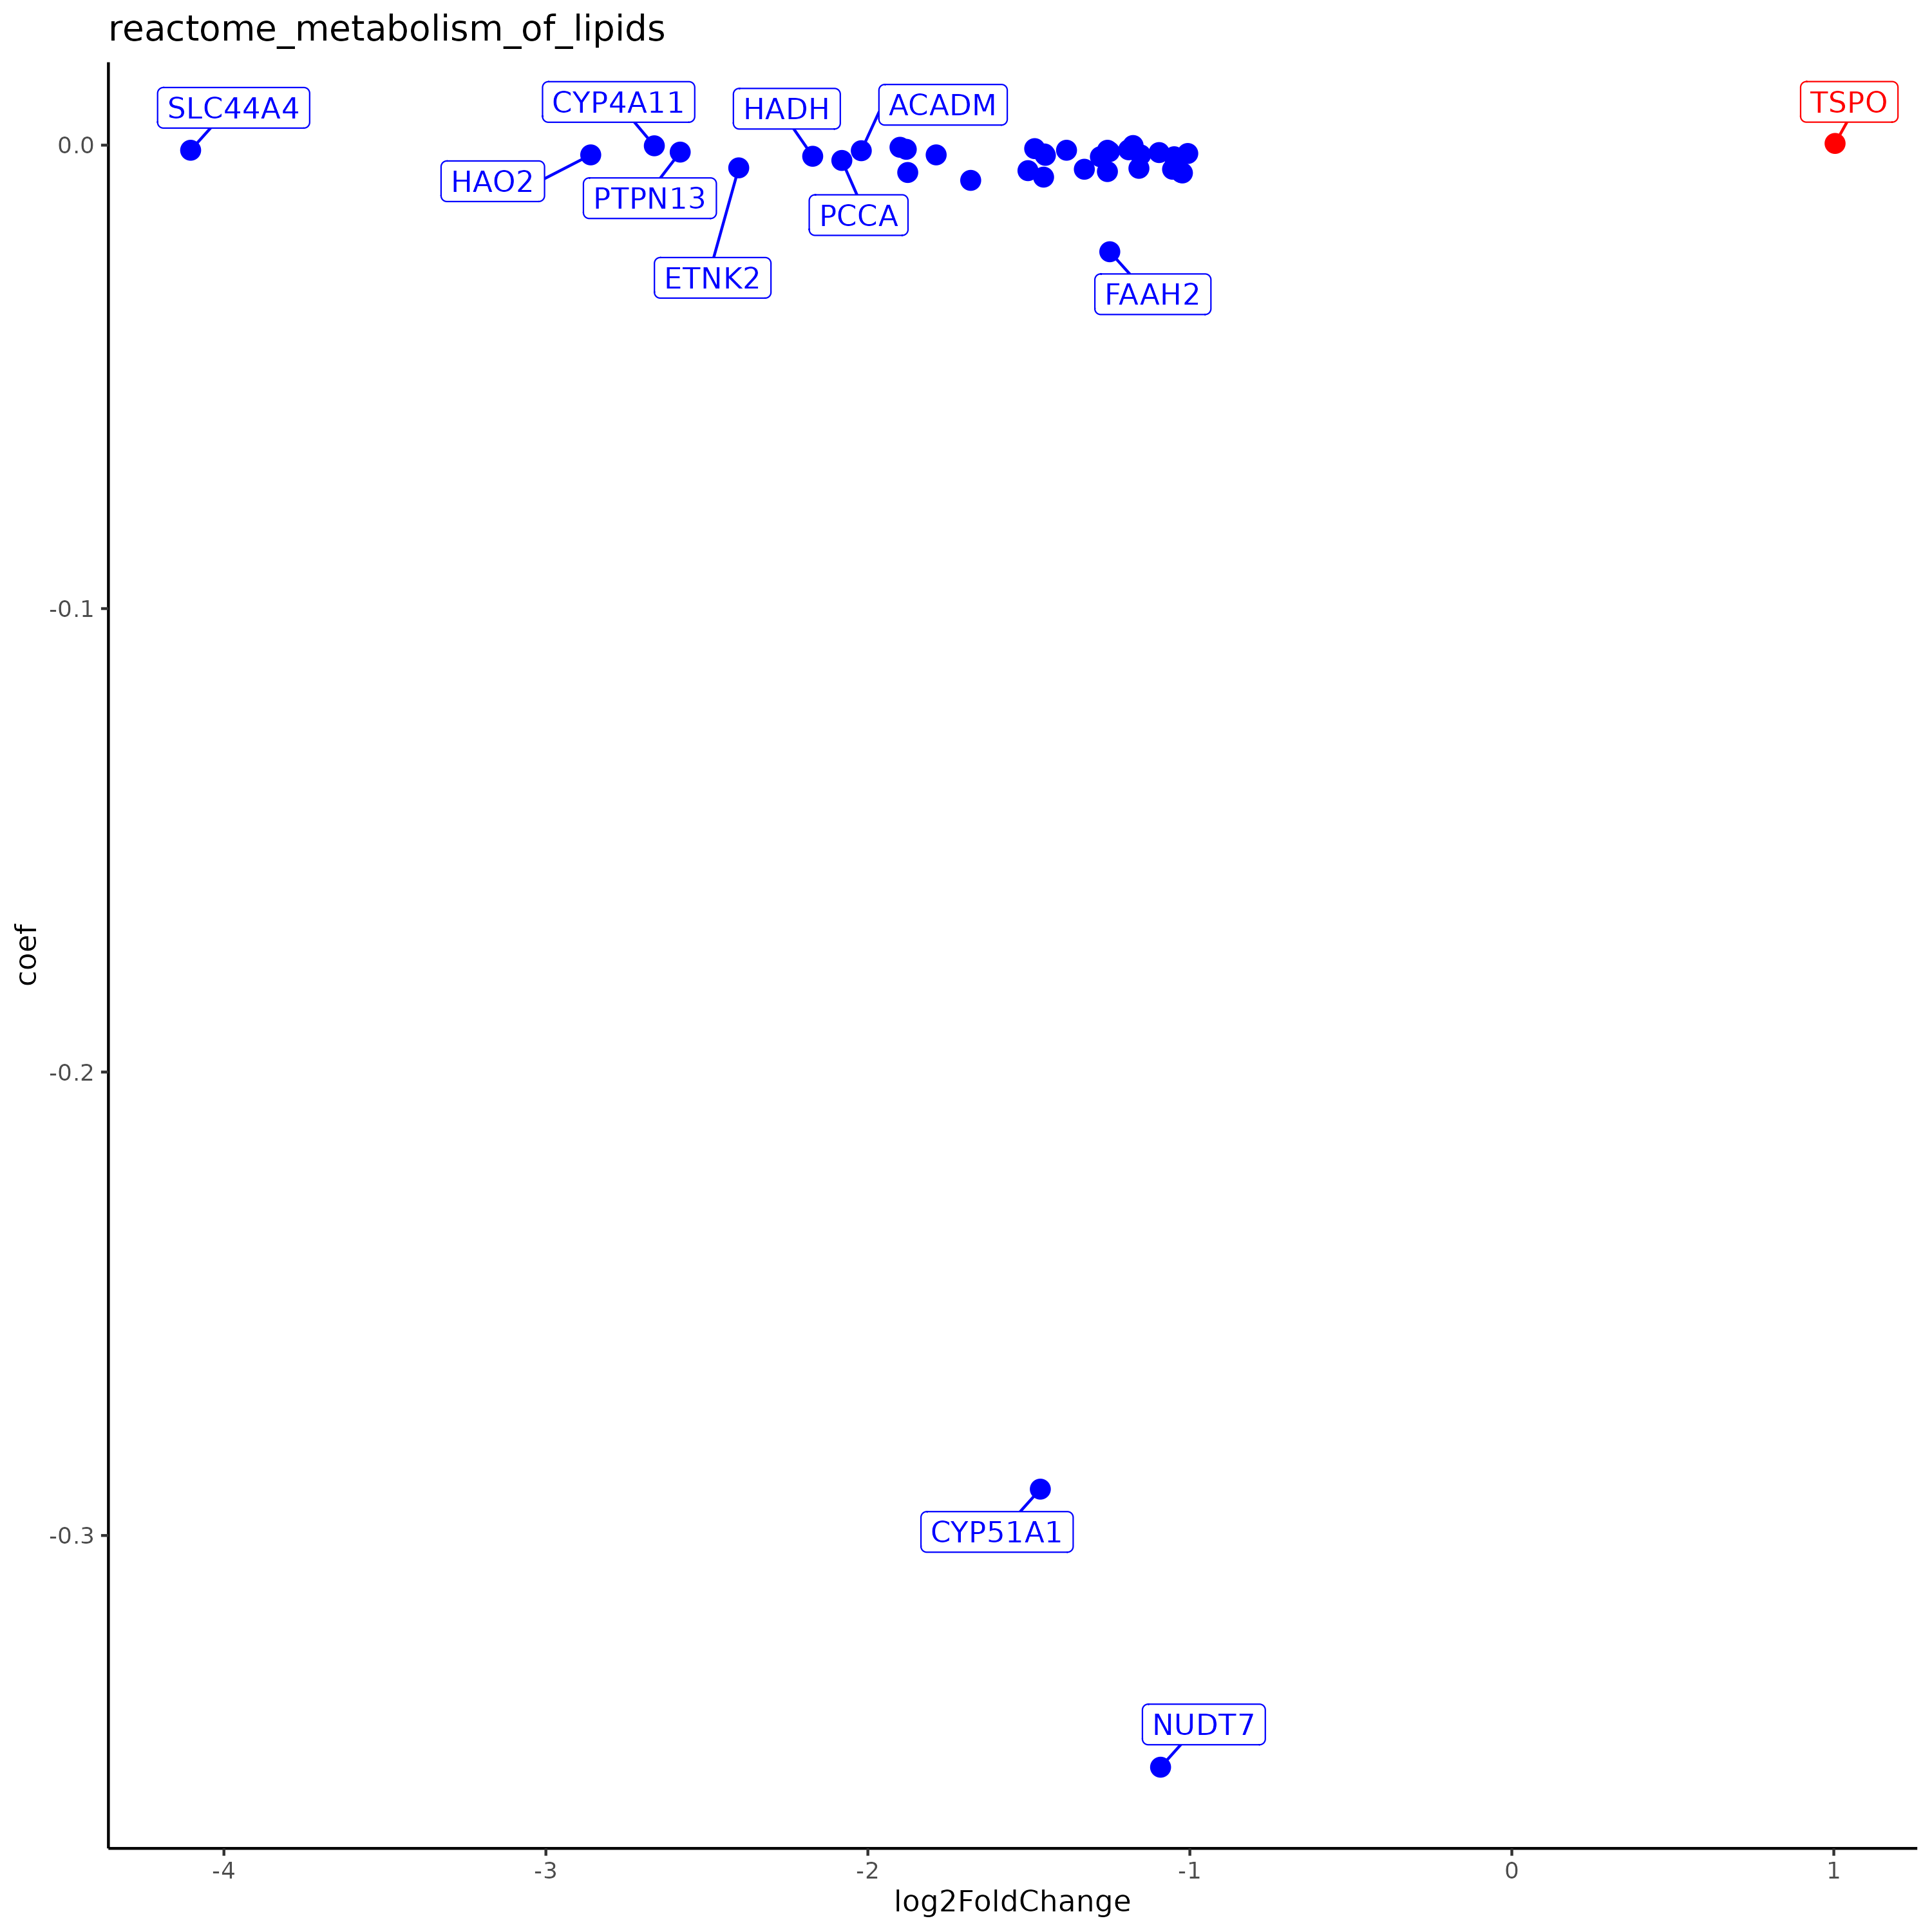 reactome_metabolism_of_lipids
SLC44A4
CYP4A11
HADH
ACADM
TSPO
HAO2
PTPN13
PCCA
ETNK2
FAAH2
CYP51A1
NUDT7
0.0
-0.1
-0.2
-0.3
coef
-4
-3
-2
-1
0
1
log2FoldChange